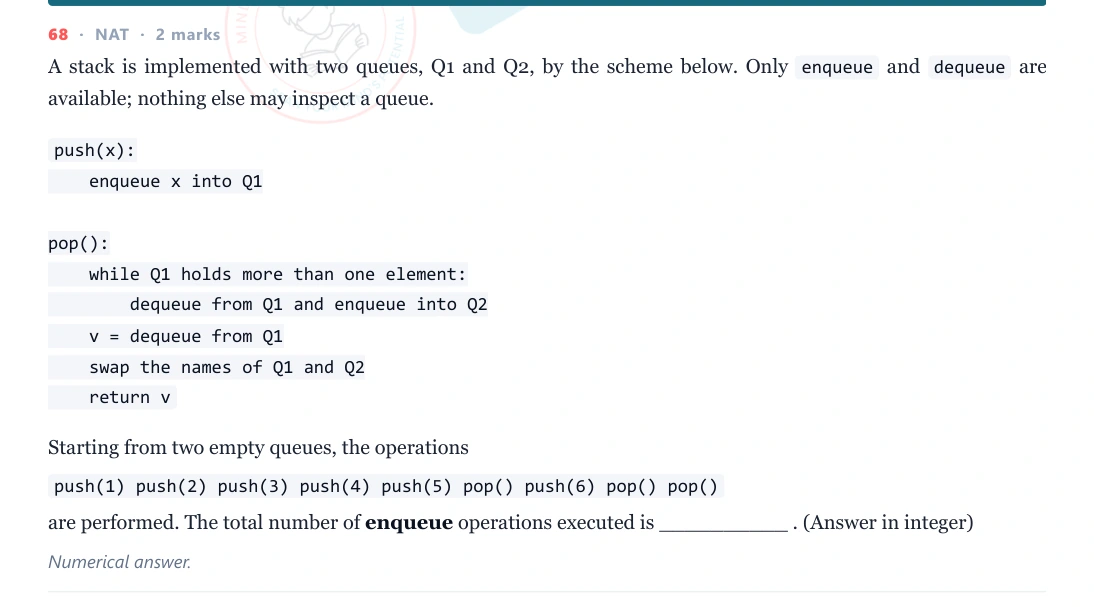 68 · NAT · 2 marks
A stack is implemented with two queues, Q1 and Q2, by the scheme below. Only enqueue and dequeue are
available; nothing else may inspect a queue.
push(x):
    enqueue x into Q1
pop():
    while Q1 holds more than one element:
        dequeue from Q1 and enqueue into Q2
    v = dequeue from Q1
    swap the names of Q1 and Q2
    return v
Starting from two empty queues, the operations
push(1) push(2) push(3) push(4) push(5) pop() push(6) pop() pop()
are performed. The total number of enqueue operations executed is ___________ . (Answer in integer)
Numerical answer.